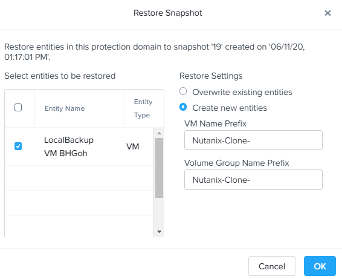 Restore Snapshot
×
Restore entities in this protection domain to snapshot '19' created on '06/11/20,
01:17:01 PM'.
Select entities to be restored
Entity Name
Entity
Type
LocalBackup
VM BHGoh
VM
Restore Settings
Overwrite existing entities
Create new entities
VM Name Prefix
Nutanix-Clone-
Volume Group Name Prefix
Nutanix-Clone-
Cancel
OK